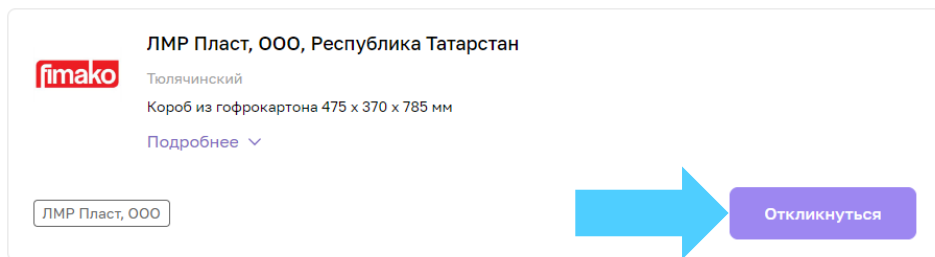 ЛМР Пласт, ООО, Республика Татарстан
fimako
Тюлячинский
Короб из гофрокартона 475 х 370 х 785 мм
Подробнее
ЛМР Пласт, ООО
Откликнуться